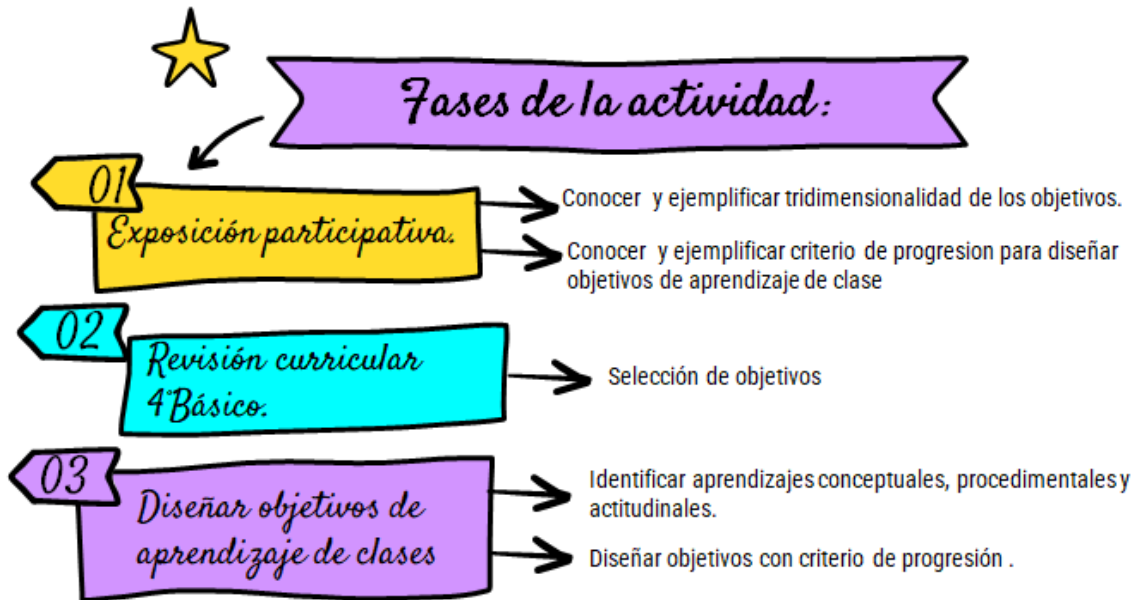 Fases de la actividad:
01
Exposición participativa.
Conocer y ejemplificar tridimensionalidad de los objetivos.
Conocer y ejemplificar criterio de progresion para diseñar
objetivos de aprendizaje de clase
02
Revisión curricular
4°Básico.
Selección de objetivos
03
Diseñar objetivos de
aprendizaje de clases
Identificar aprendizajes conceptuales, procedimentales y
actitudinales.
Diseñar objetivos con criterio de progresión .